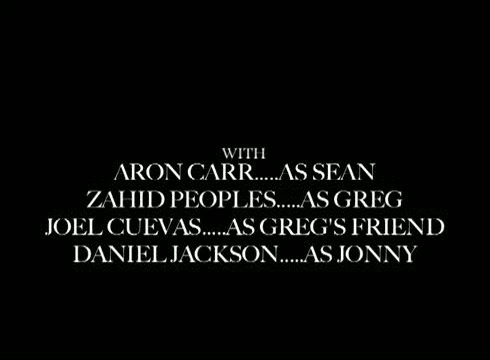 WITH
ARON CARR.....AS SEAN
ZAHID PEOPLES.....AS GREG
JOEL CUEVAS.....AS GREG'S FRIEND
DANIEL JACKSON.....AS JONNY